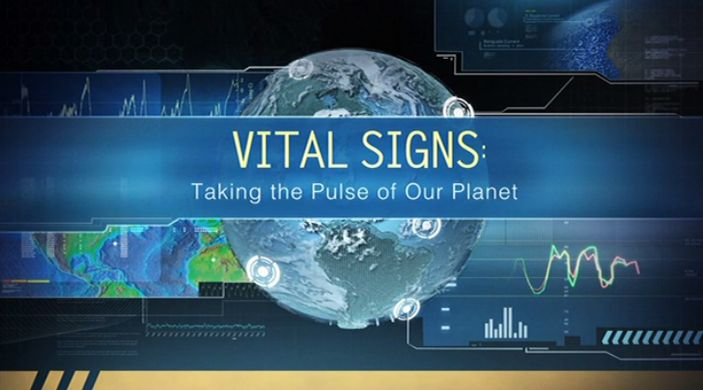 VITAL SIGNS:
Taking the Pulse of Our Planet